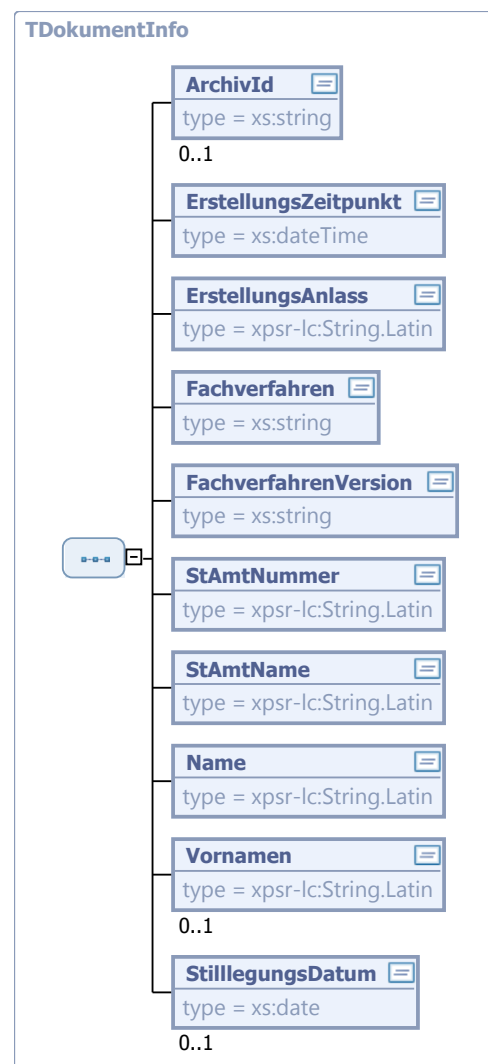 TDokumentInfo
ArchivId
type = xs:string
0..1
ErstellungsZeitpunkt
type = xs:dateTime
ErstellungsAnlass
type = xpsr-lc:String.Latin
Fachverfahren
type = xs:string
FachverfahrenVersion
type = xs:string
StAmtNummer
type = xpsr-lc:String.Latin
StAmtName
type = xpsr-lc:String.Latin
Name
type = xpsr-lc:String.Latin
Vornamen
type = xpsr-lc:String.Latin
0..1
StilllegungsDatum
type = xs:date
0..1